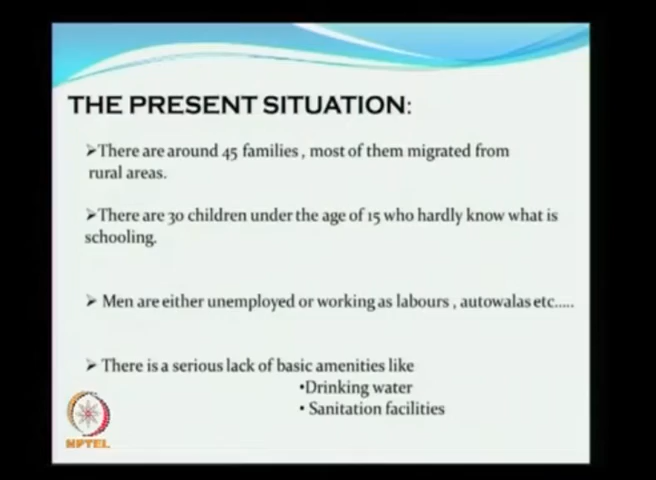 THE PRESENT SITUATION:
➢There are around 45 families , most of them migrated from
rural areas.
➢There are 30 children under the age of 15 who hardly know what is
schooling.
➢ Men are either unemployed or working as labours , autowalas etc.....
➢ There is a serious lack of basic amenities like
•Drinking water
• Sanitation facilities
NPTEL